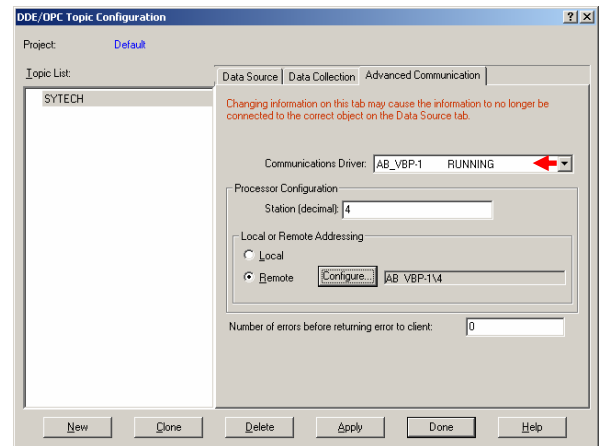 DDE/OPC Topic Configuration
Project: Default
Topic List:
SYTECH
Data Source Data Collection Advanced Communication
Changing information on this tab may cause the information to no longer be
connected to the correct object on the Data Source tab.
Communications Driver: AB_VBP-1 RUNNING
Processor Configuration
Station (decimal): 4
Local or Remote Addressing
Local
Remote Configure... AB VBP-1\4
Number of errors before returning error to client: 0
New Clone Delete Apply Done Help